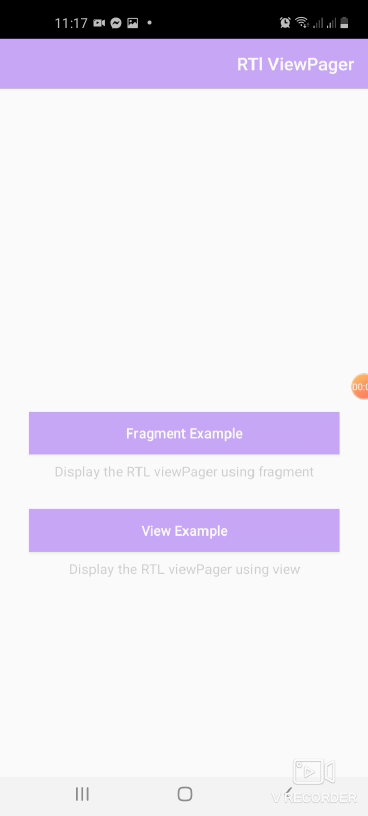 11:17
RTl ViewPager
00:0
Fragment Example
Display the RTL viewPager using fragment
View Example
Display the RTL viewPager using view
V RECORDER